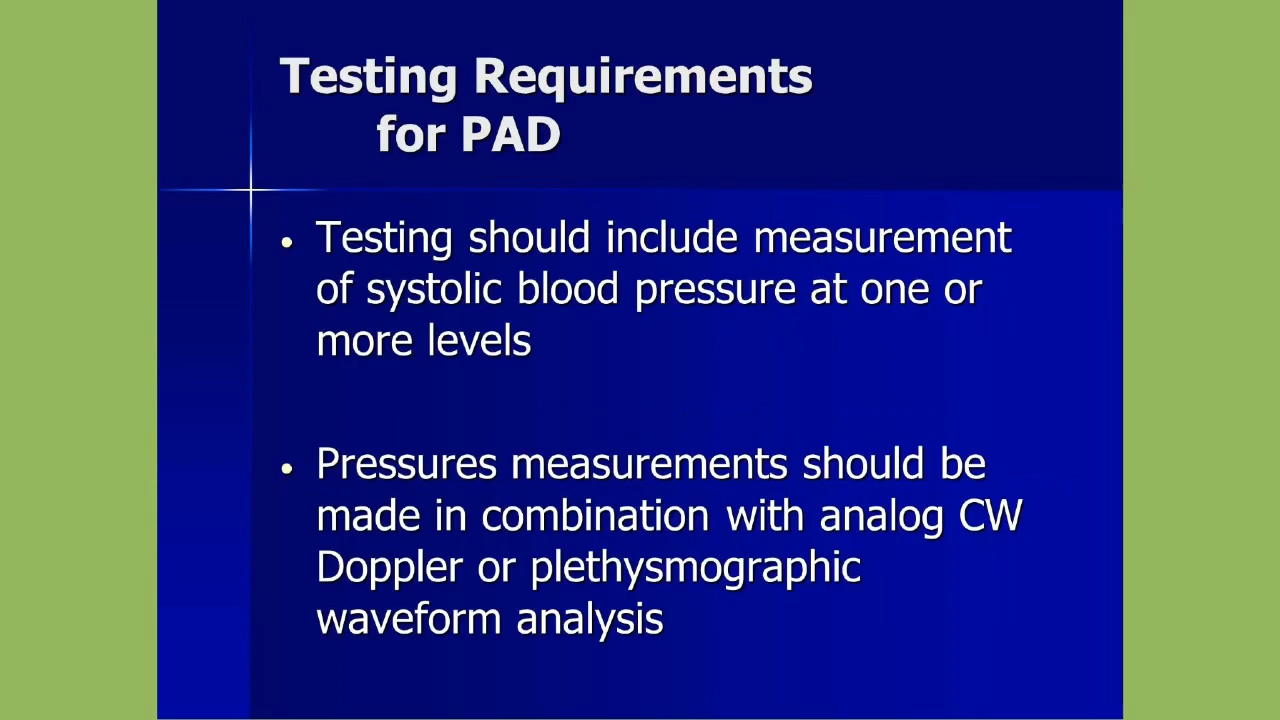 Testing Requirements
for PAD
• Testing should include measurement
of systolic blood pressure at one or
more levels
• Pressures measurements should be
made in combination with analog CW
Doppler or plethysmographic
waveform analysis